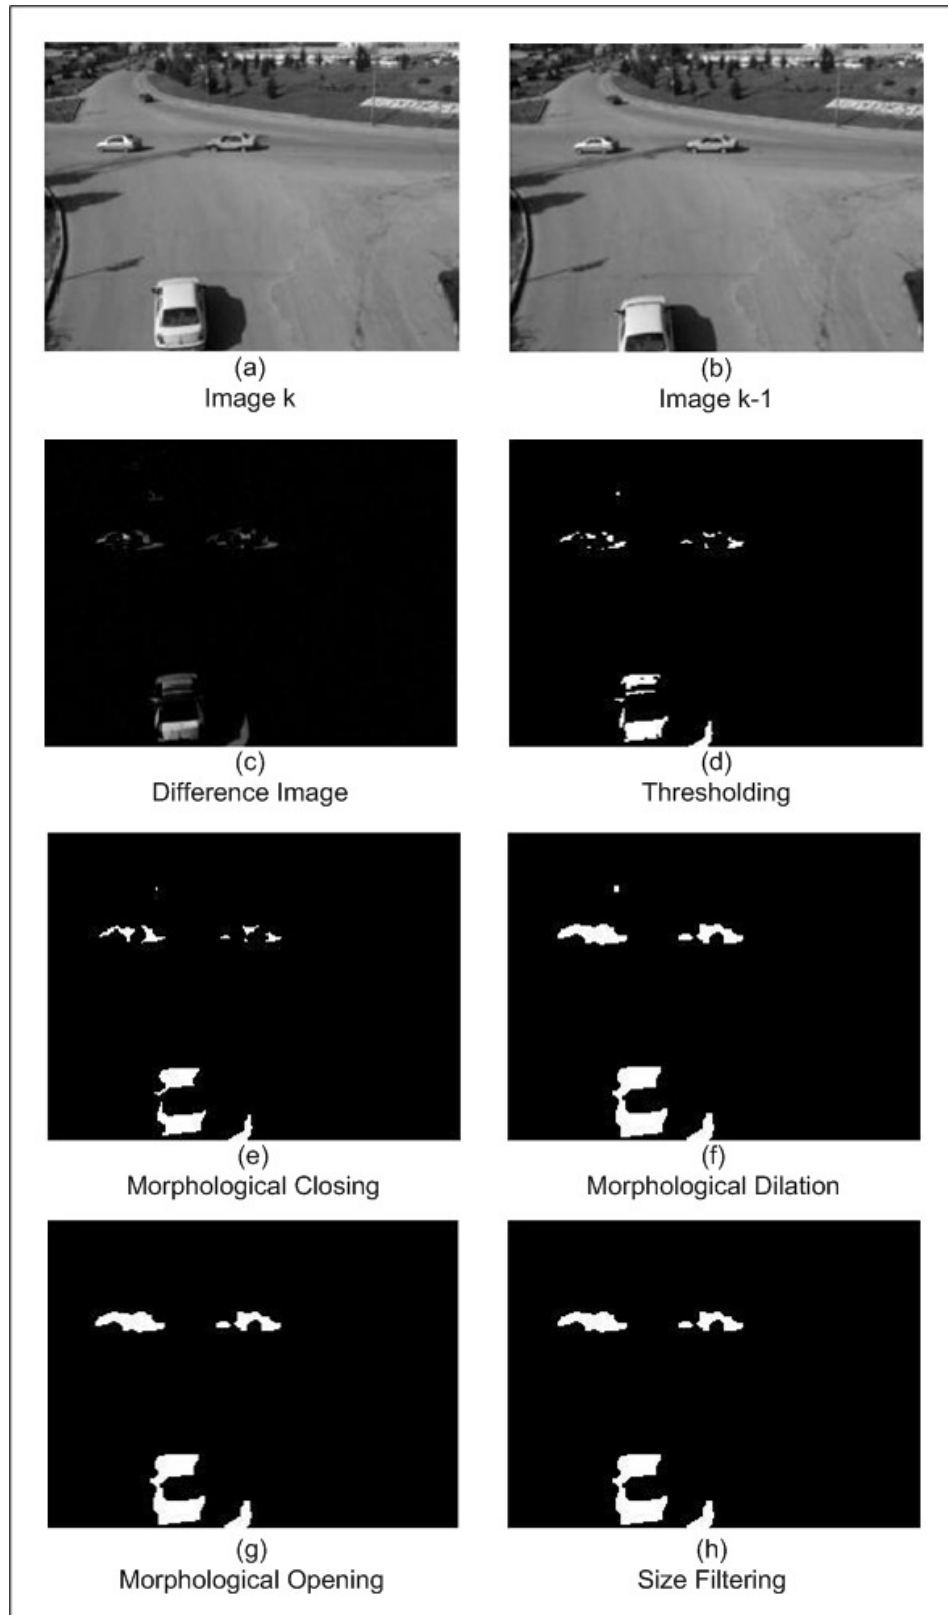 (a)
Image k
(b)
Image k-1
(c)
Difference Image
(d)
Thresholding
(e)
Morphological Closing
(f)
Morphological Dilation
(g)
Morphological Opening
(h)
Size Filtering